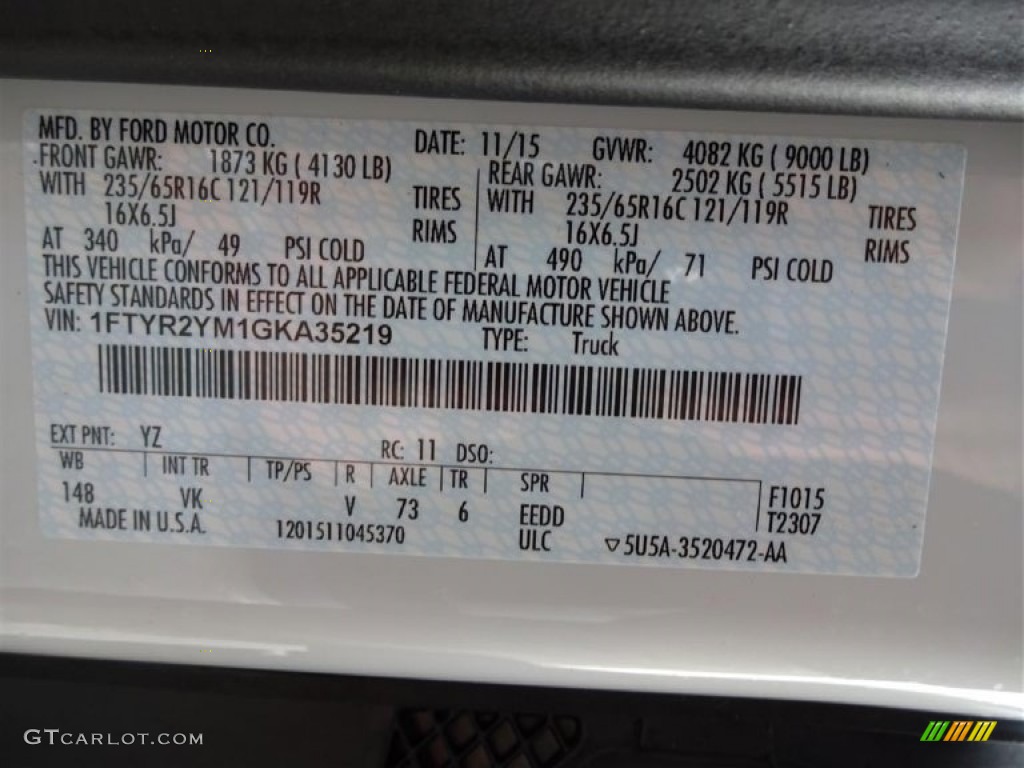 MFD. BY FORD MOTOR CO. DATE: 11/15 GVWR: 4082 KG ( 9000 LB)
FRONT GAWR: 1873 KG ( 4130 LB) REAR GAWR: 2502 KG ( 5515 LB)
WITH 235/65R16C 121/119R TIRES WITH 235/65R16C 121/119R TIRES
16X6.5J RIMS 16X6.5J RIMS
AT 340 kPa/ 49 PSI COLD AT 490 kPa/ 71 PSI COLD
THIS VEHICLE CONFORMS TO ALL APPLICABLE FEDERAL MOTOR VEHICLE
SAFETY STANDARDS IN EFFECT ON THE DATE OF MANUFACTURE SHOWN ABOVE.
VIN: 1FTYR2YM1GKA35219 TYPE: Truck
EXT PNT: YZ RC: 11 DSO:
WB INT TR TP/PS R AXLE TR SPR
148 VK V 73 6 EEDD F1015
MADE IN U.S.A. 1201511045370 ULC T2307
▽5U5A-3520472-AA
GTCARLOT.COM